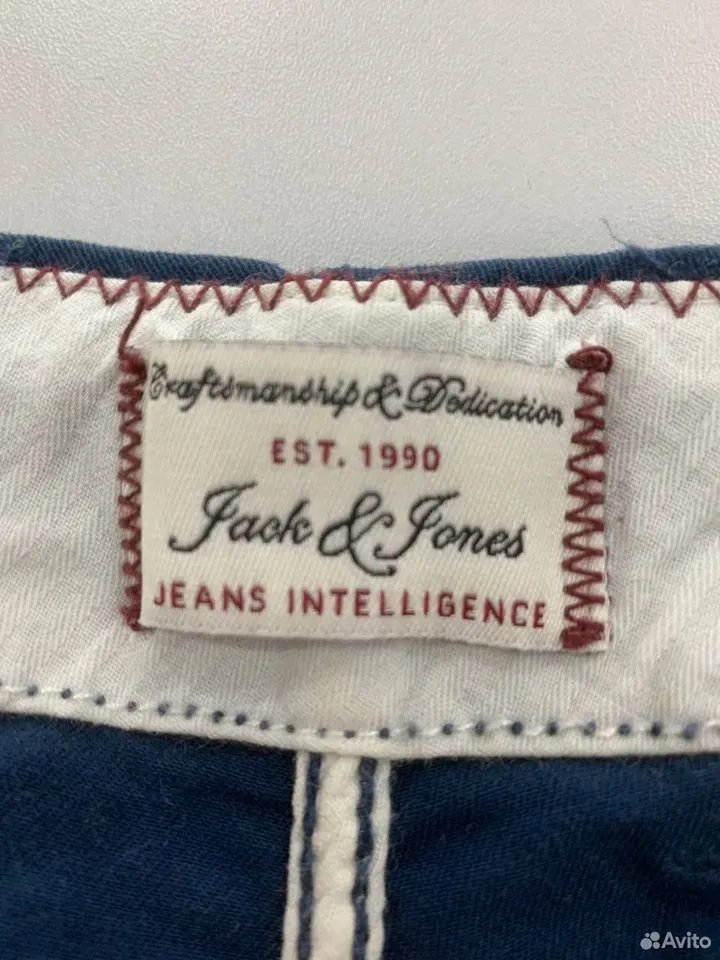 Craftsmanship & Dedication
EST. 1990
Jack & Jones
JEANS INTELLIGENCE
Avito